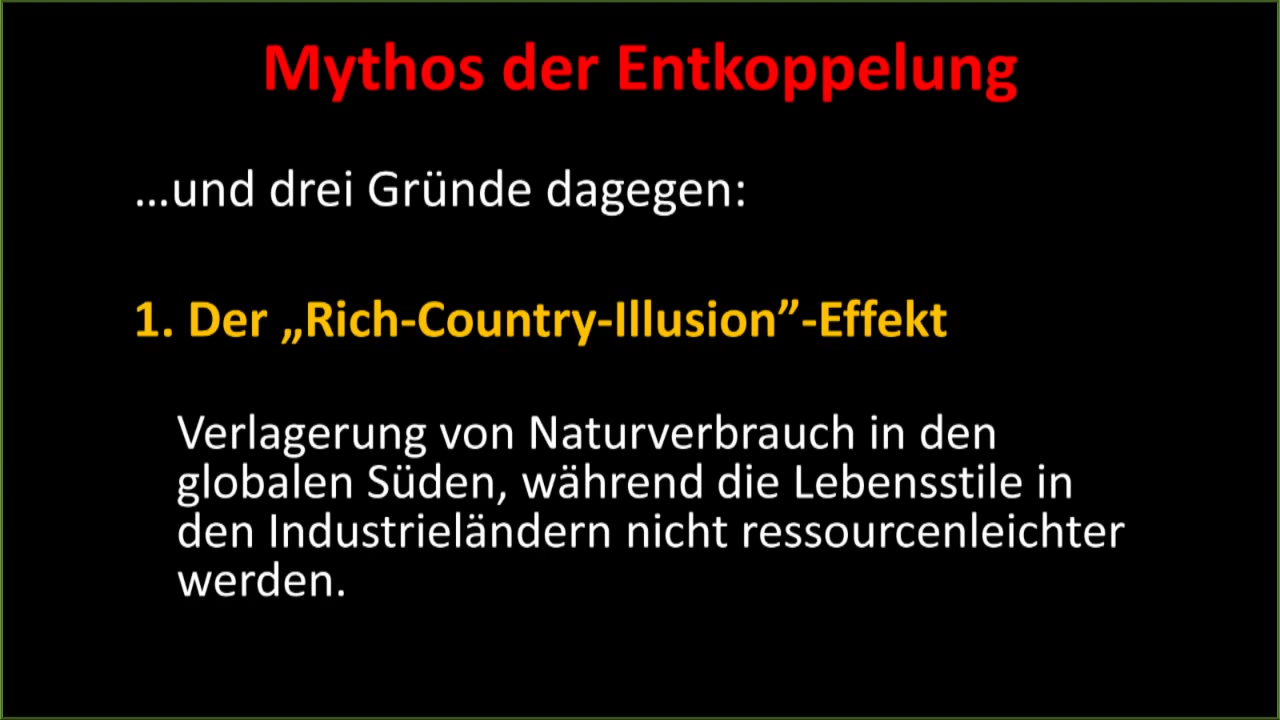 Mythos der Entkoppelung
...und drei Gründe dagegen:
1. Der „Rich-Country-Illusion”-Effekt
Verlagerung von Naturverbrauch in den
globalen Süden, während die Lebensstile in
den Industrieländern nicht ressourcenleichter
werden.